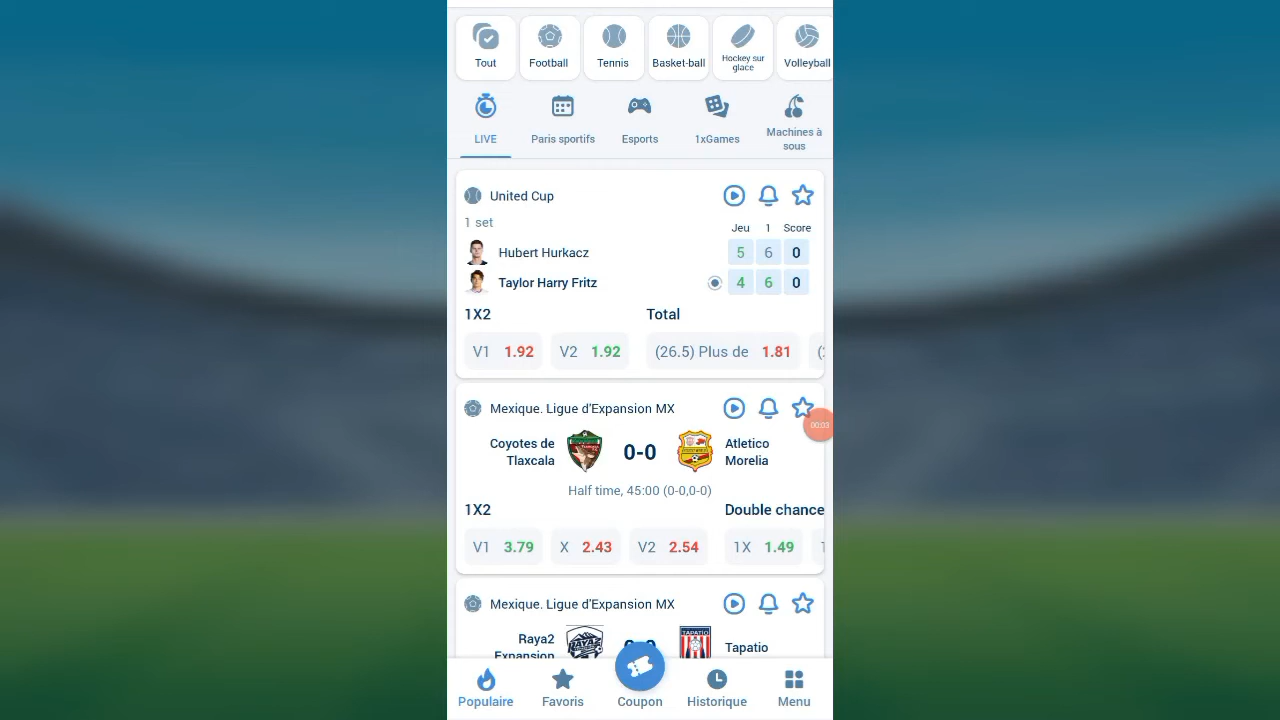 Tout
Football
Tennis
Basket-ball
Hockey sur
glace
Volleyball
LIVE
Paris sportifs
Esports
1xGames
Machines à
sous
United Cup
1 set
Jeu 1 Score
Hubert Hurkacz
5 6 0
Taylor Harry Fritz
4 6 0
1X2
Total
V1 1.92
V2 1.92
(26.5) Plus de 1.81
Mexique. Ligue d'Expansion MX
00:03
Coyotes de
Tlaxcala
0-0
Atletico
Morelia
Half time, 45:00 (0-0,0-0)
1X2
Double chance
V1 3.79
X 2.43
V2 2.54
1X 1.49
Mexique. Ligue d'Expansion MX
Raya2
Expansion
TAPATÍO
Tapatio
Populaire
Favoris
Coupon
Historique
Menu